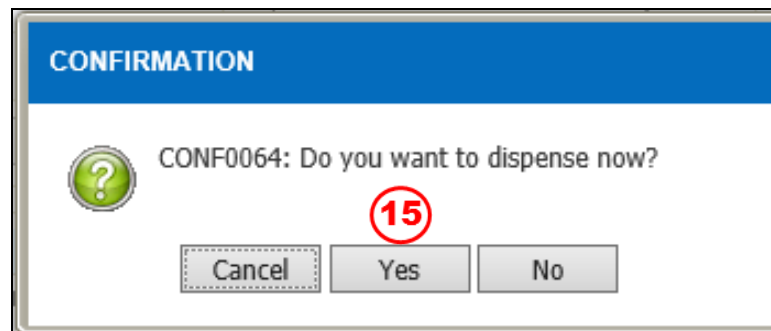 CONFIRMATION
CONF0064: Do you want to dispense now?
15
Cancel Yes No